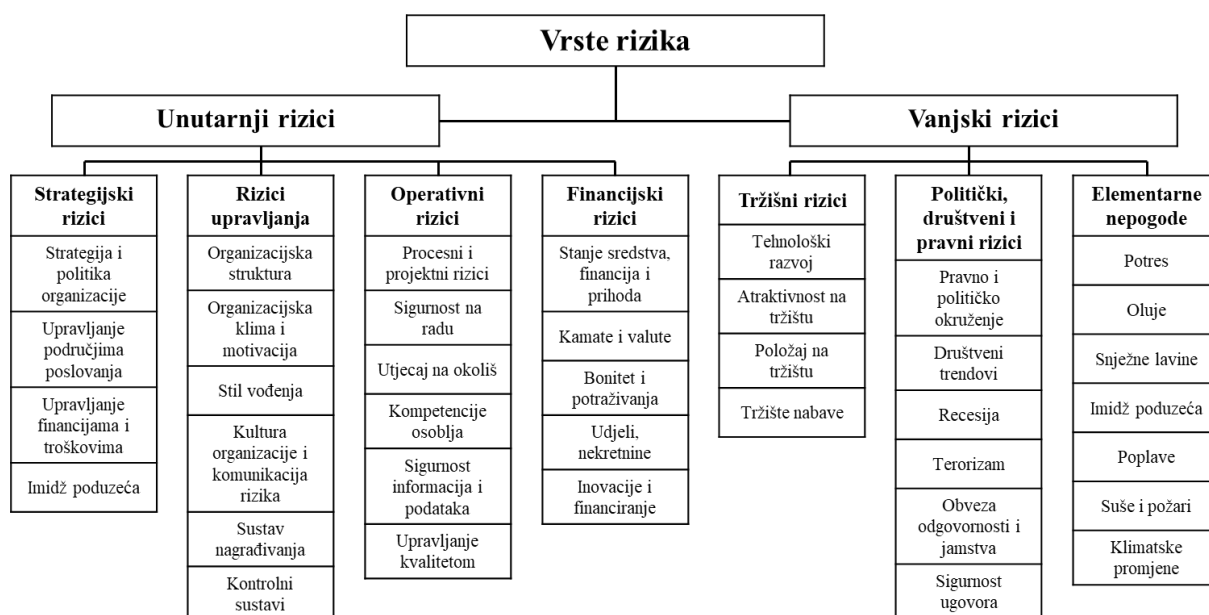 Vrste rizika
Unutarnji rizici
Vanjski rizici
Strategijski
rizici
Strategija i
politika
organizacije
Upravljanje
područjima
poslovanja
Upravljanje
financijama i
troškovima
Imidž poduzeća
Rizici
upravljanja
Organizacijska
struktura
Organizacijska
klima i
motivacija
Stil vođenja
Kultura
organizacije i
komunikacija
rizika
Sustav
nagrađivanja
Kontrolni
sustavi
Operativni
rizici
Procesni i
projektni rizici
Sigurnost na
radu
Utjecaj na okoliš
Kompetencije
osoblja
Sigurnost
informacija i
podataka
Upravljanje
kvalitetom
Financijski
rizici
Stanje sredstva,
financija i
prihoda
Kamate i valute
Bonitet i
potraživanja
Udjeli,
nekretnine
Inovacije i
financiranje
Tržišni rizici
Tehnološki
razvoj
Atraktivnost na
tržištu
Položaj na
tržištu
Tržište nabave
Politički,
društveni i
pravni rizici
Pravno i
političko
okruženje
Društveni
trendovi
Recesija
Terorizam
Obveza
odgovornosti i
jamstva
Sigurnost
ugovora
Elementarne
nepogode
Potres
Oluje
Snježne lavine
Imidž poduzeća
Poplave
Suše i požari
Klimatske
promjene